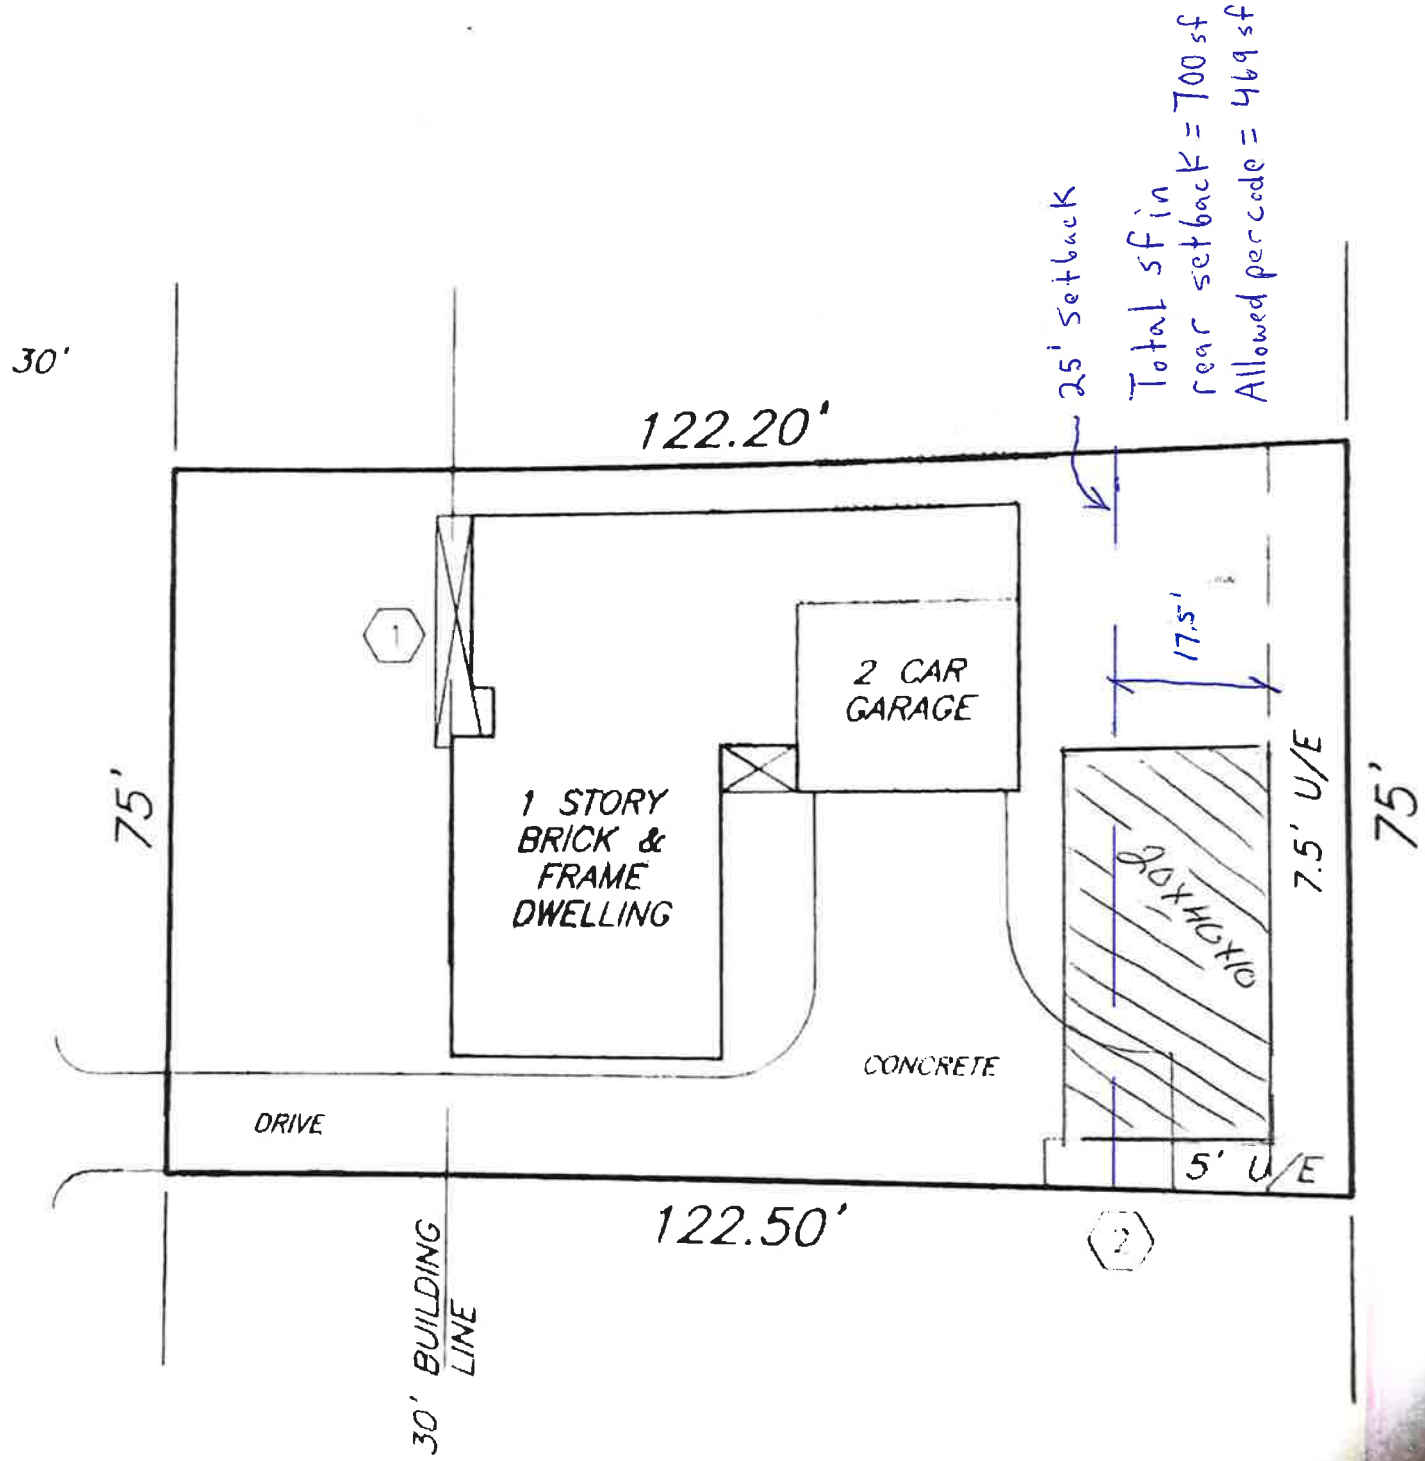 25' setback
Total sf in
rear setback = 700 sf
Allowed per code = 469 sf
30'
122.20'
1
17.5'
2 CAR
GARAGE
75'
1 STORY
BRICK &
FRAME
DWELLING
7.5' U/E
75'
20X40X10
CONCRETE
DRIVE
5' U/E
122.50'
2
30' BUILDING
LINE